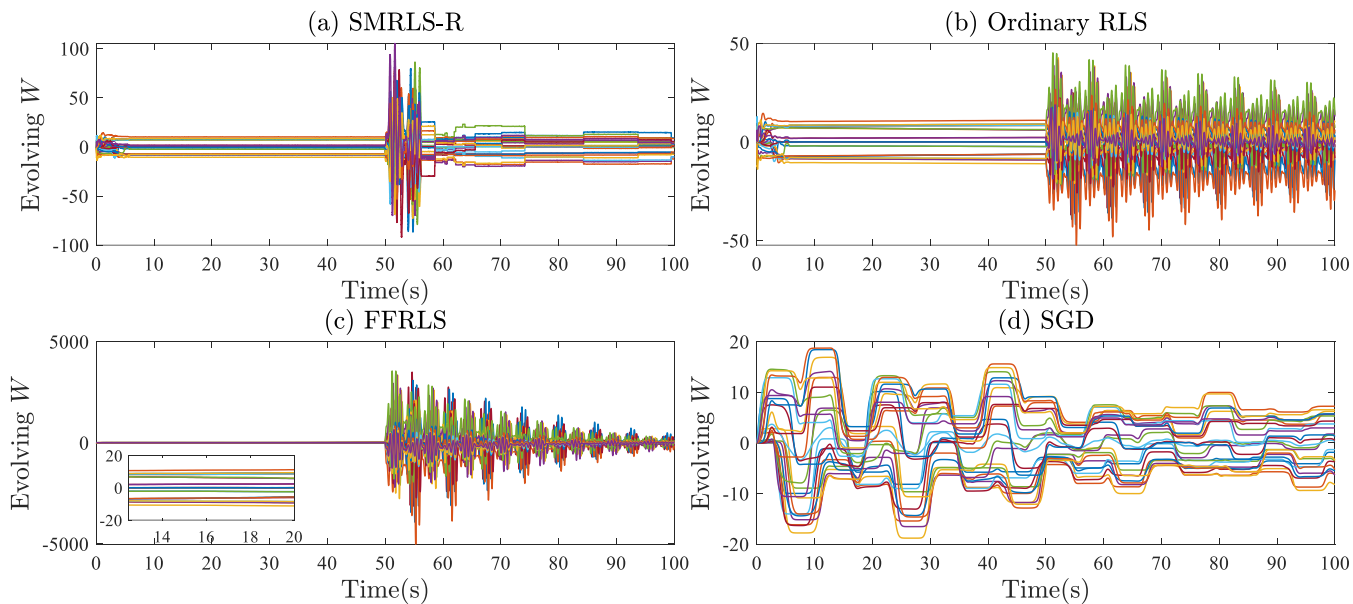 (a) SMRLS-R
Evolving W
100
50
0
-50
-100
0 10 20 30 40 50 60 70 80 90 100
Time(s)
(b) Ordinary RLS
Evolving W
50
0
-50
0 10 20 30 40 50 60 70 80 90 100
Time(s)
(c) FFRLS
Evolving W
5000
0
-5000
20
0
-20
14 16 18 20
0 10 20 30 40 50 60 70 80 90 100
Time(s)
(d) SGD
Evolving W
20
10
0
-10
-20
0 10 20 30 40 50 60 70 80 90 100
Time(s)